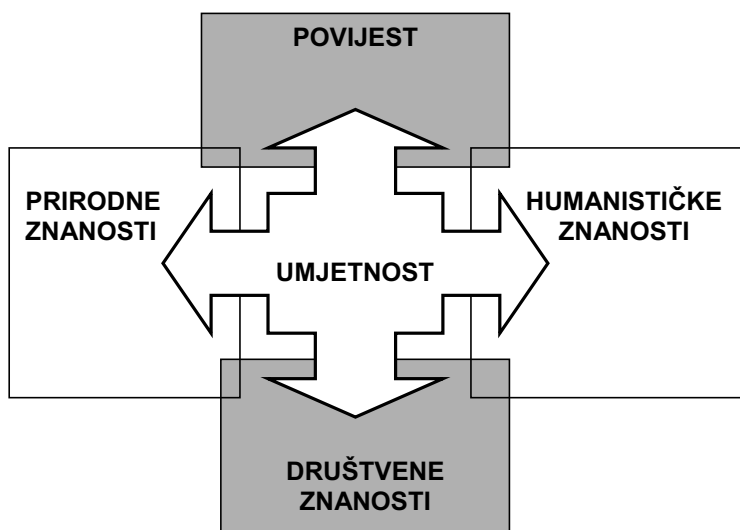 POVIJEST
PRIRODNE
ZNANOSTI
HUMANISTIČKE
ZNANOSTI
UMJETNOST
DRUŠTVENE
ZNANOSTI